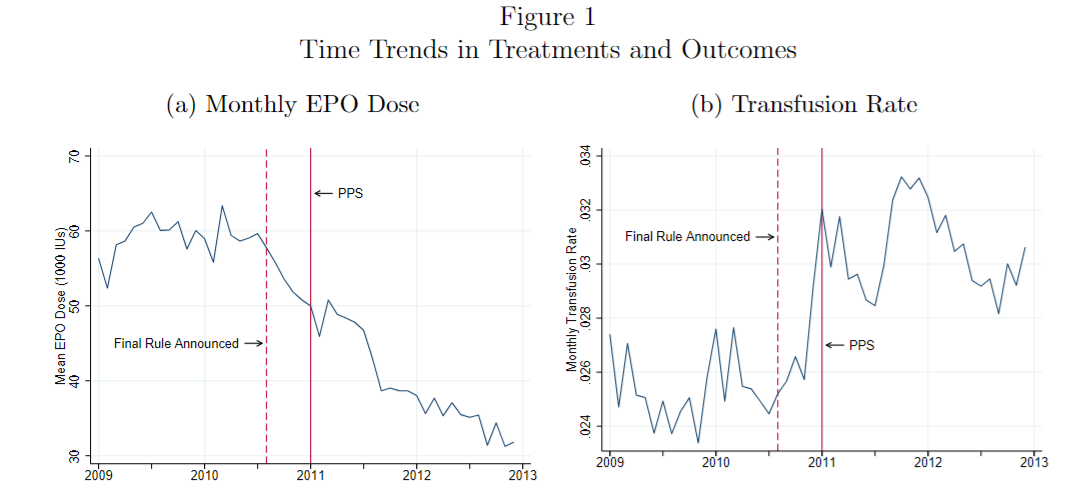 Figure 1
Time Trends in Treatments and Outcomes
(a) Monthly EPO Dose
(b) Transfusion Rate
Mean EPO Dose (1000 IUs)
70
60
50
40
30
PPS
Final Rule Announced
2009 2010 2011 2012 2013
Monthly Transfusion Rate
.034
.032
.03
.028
.026
.024
Final Rule Announced
PPS
2009 2010 2011 2012 2013